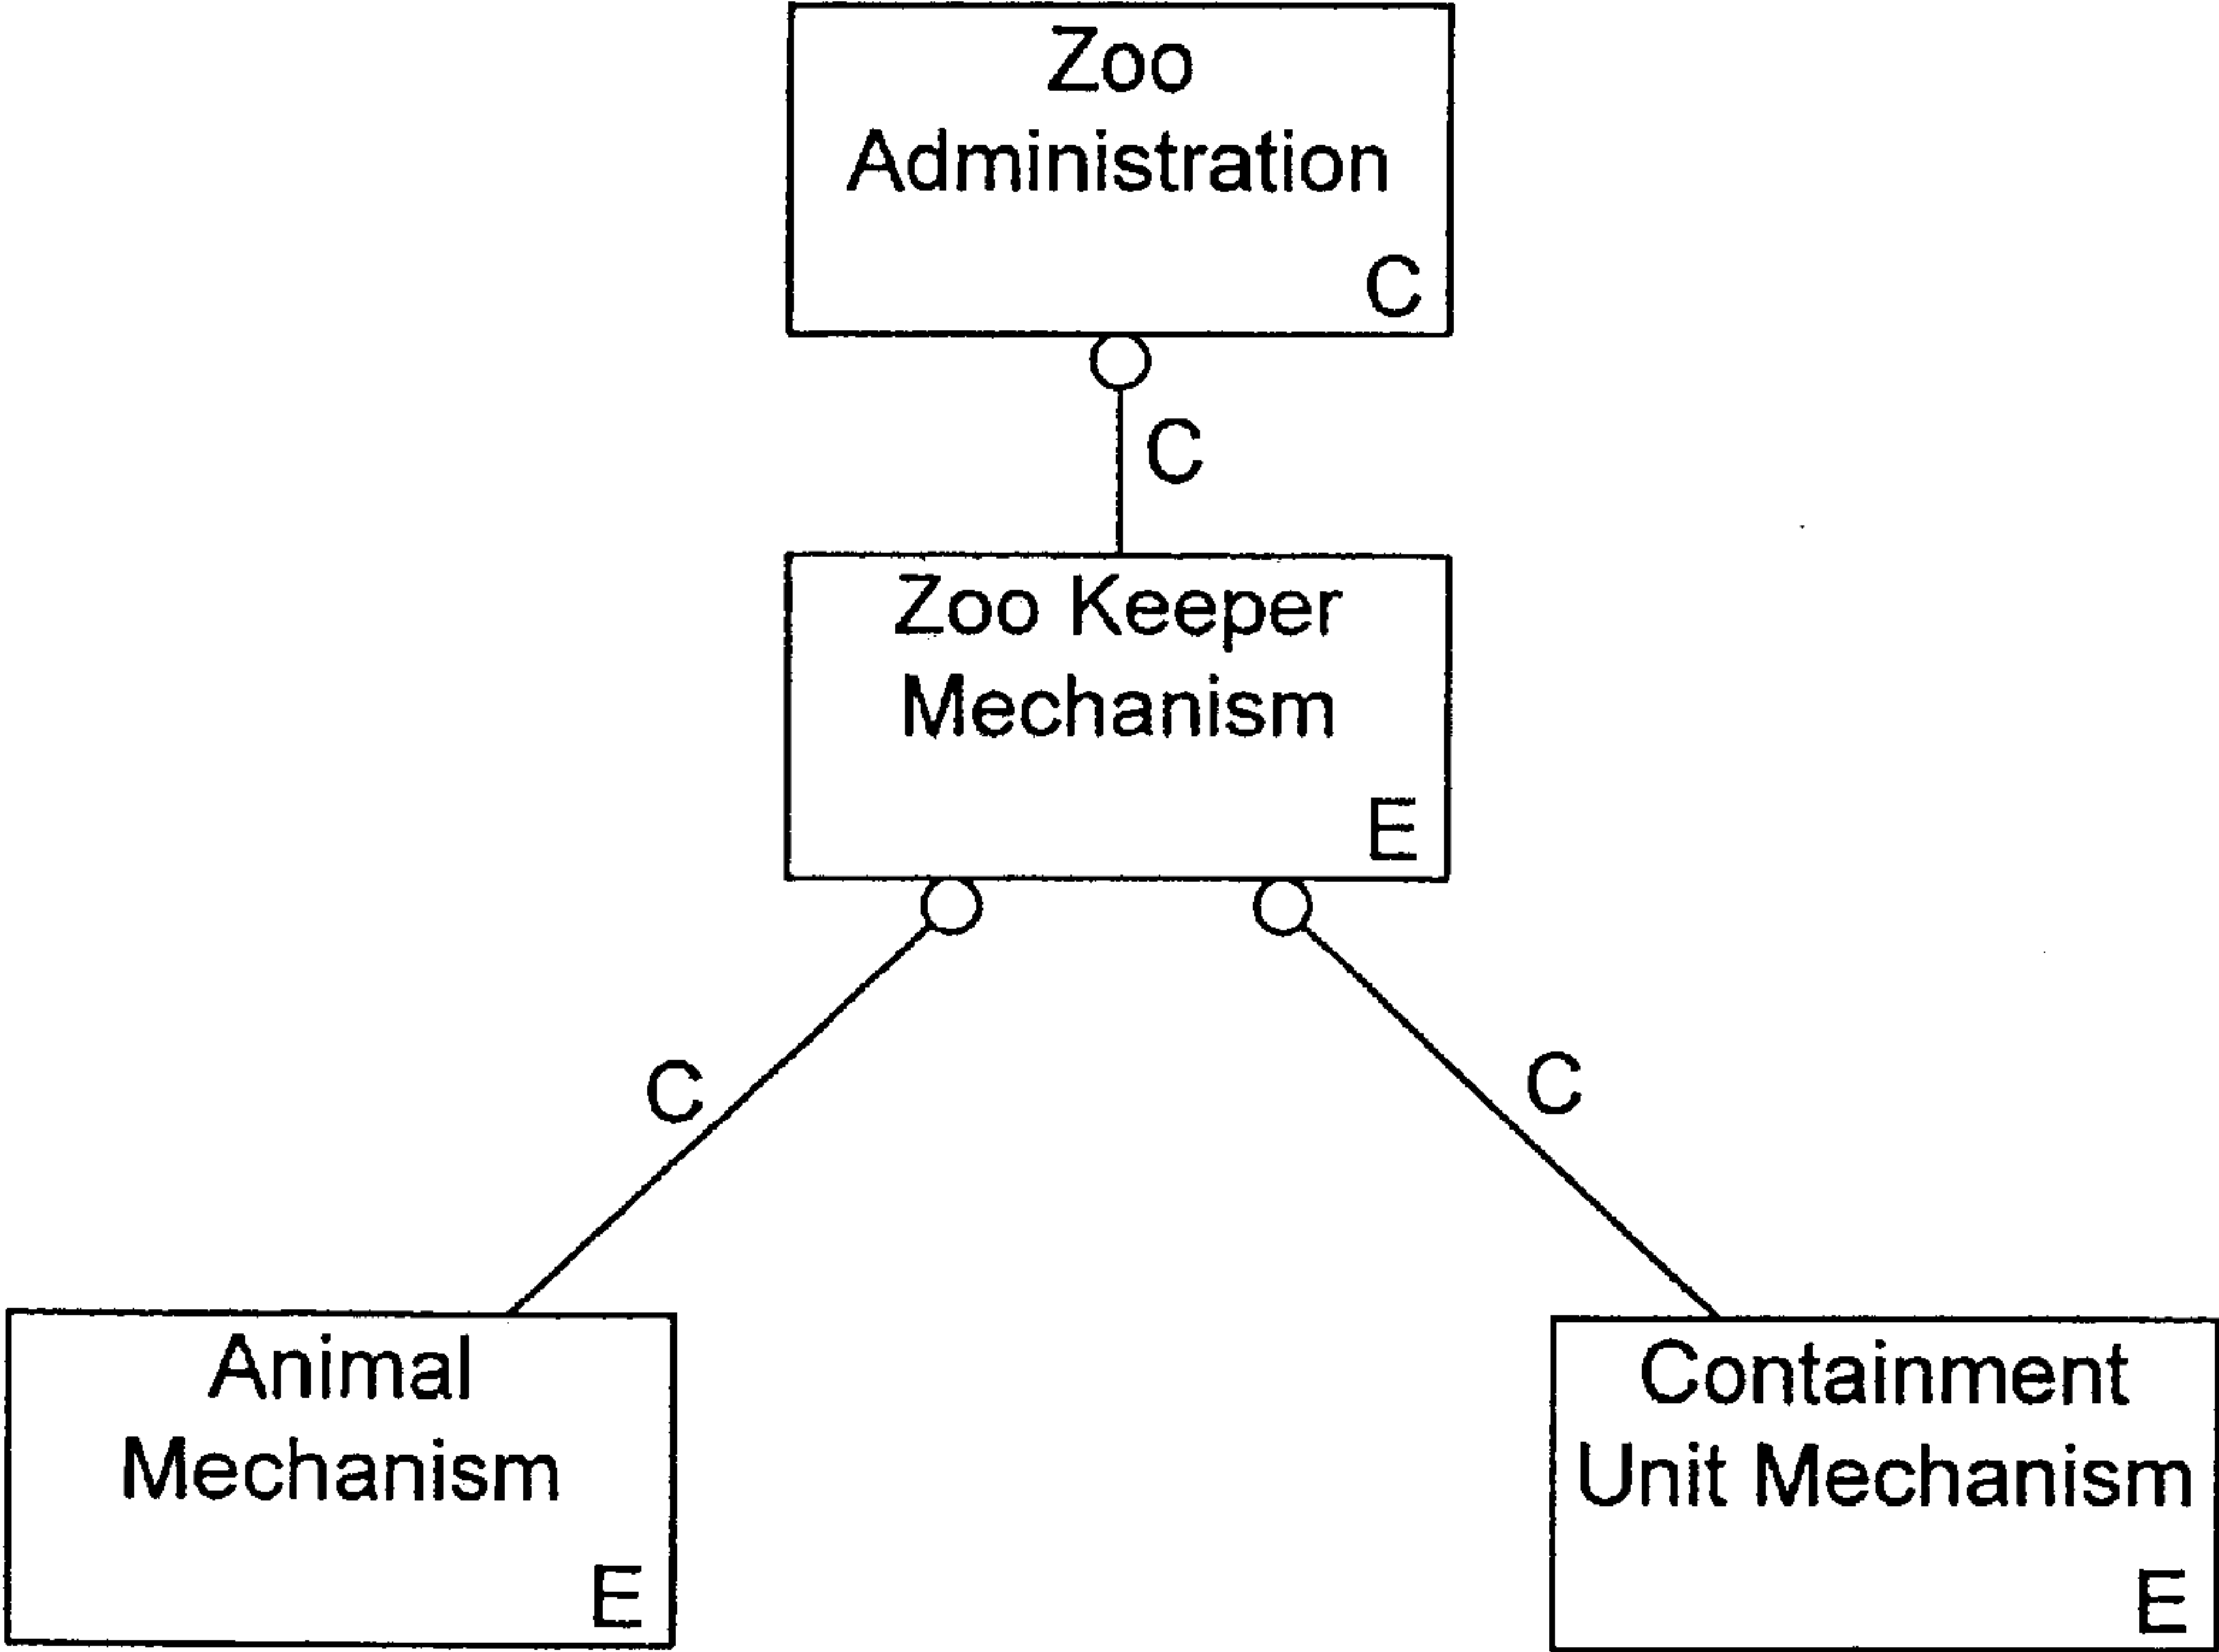 Zoo
Administration
C
C
Zoo Keeper
Mechanism
E
C
C
Animal
Mechanism
E
Containment
Unit Mechanism
E